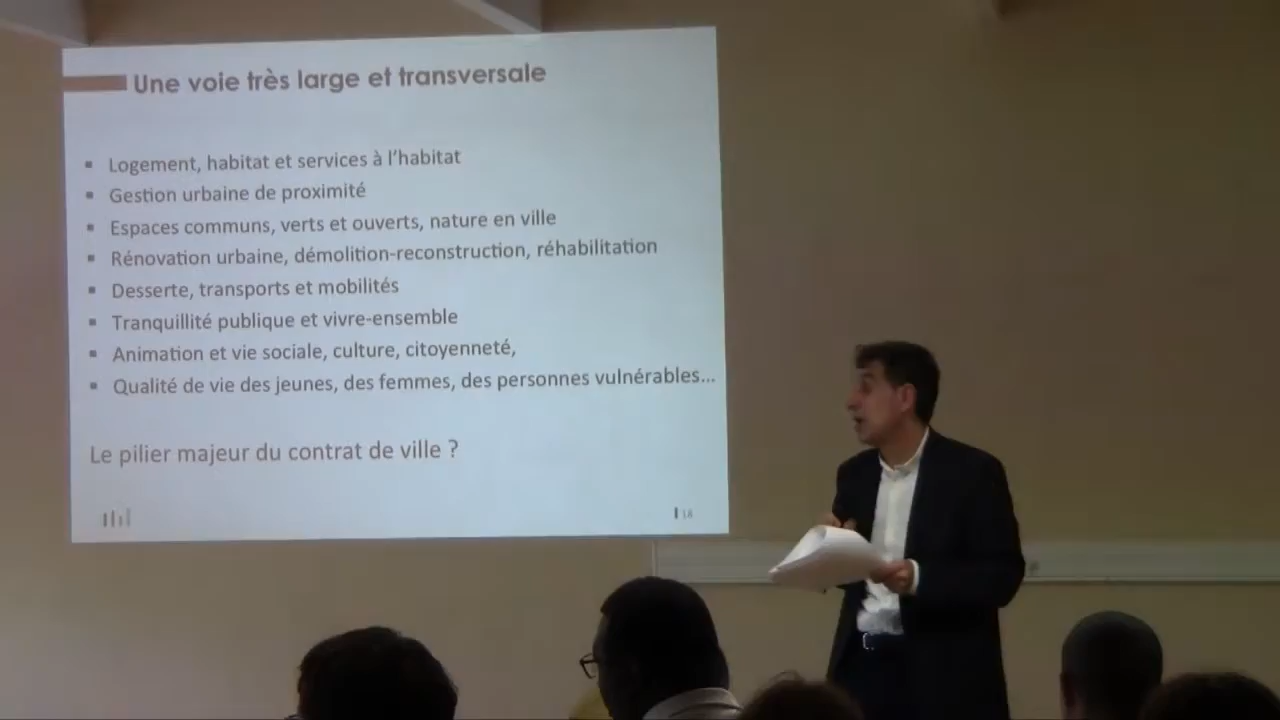 Une voie très large et transversale
Logement, habitat et services à l'habitat
Gestion urbaine de proximité
Espaces communs, verts et ouverts, nature en ville
Rénovation urbaine, démolition-reconstruction, réhabilitation
Desserte, transports et mobilités
Tranquillité publique et vivre-ensemble
Animation et vie sociale, culture, citoyenneté,
Qualité de vie des jeunes, des femmes, des personnes vulnérables...
Le pilier majeur du contrat de ville ?